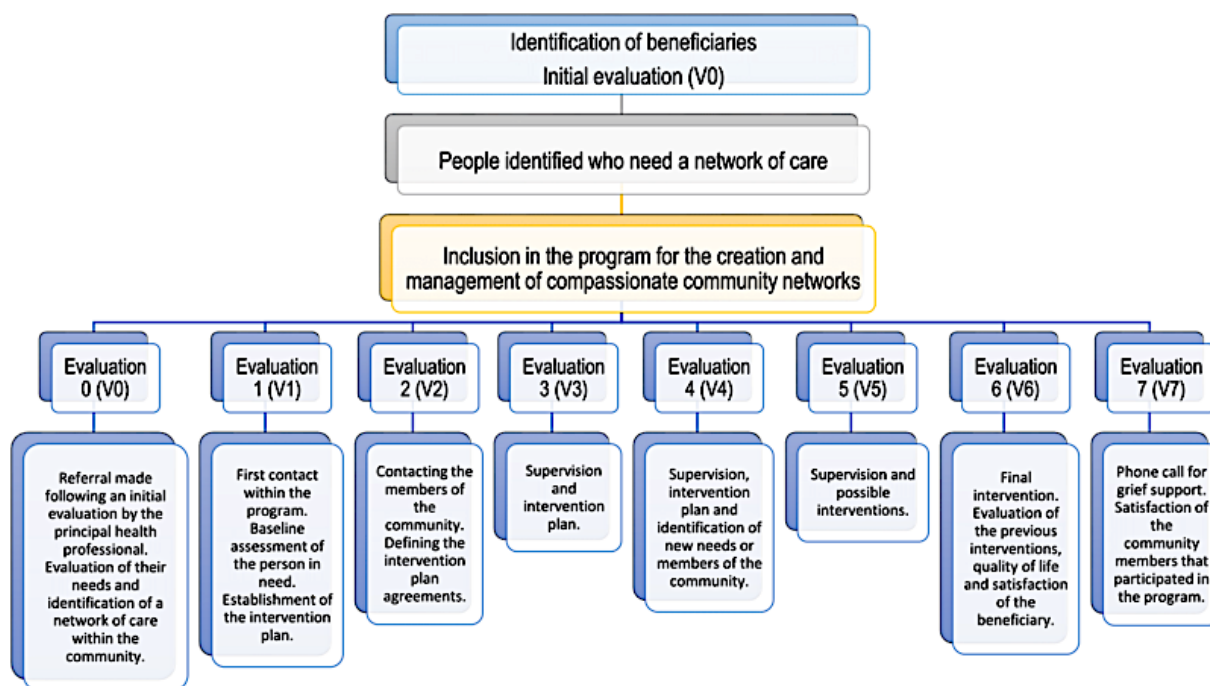 Identification of beneficiaries
Initial evaluation (V0)
People identified who need a network of care
Inclusion in the program for the creation and
management of compassionate community networks
Evaluation
0 (V0)
Evaluation
1 (V1)
Evaluation
2 (V2)
Evaluation
3 (V3)
Evaluation
4 (V4)
Evaluation
5 (V5)
Evaluation
6 (V6)
Evaluation
7 (V7)
Referral made
following an initial
evaluation by the
principal health
professional.
Evaluation of their
needs and
identification of a
network of care
within the
community.
First contact
within the
program.
Baseline
assessment of
the person in
need.
Establishment of
the intervention
plan.
Contacting the
members of
the
community.
Defining the
intervention
plan
agreements.
Supervision
and
intervention
plan.
Supervision,
intervention
plan and
identification of
new needs or
members of the
community.
Supervision and
possible
interventions.
Final
intervention.
Evaluation of
the previous
interventions,
quality of life
and satisfaction
of the
beneficiary.
Phone call for
grief support.
Satisfaction of
the
community
members that
participated in
the program.